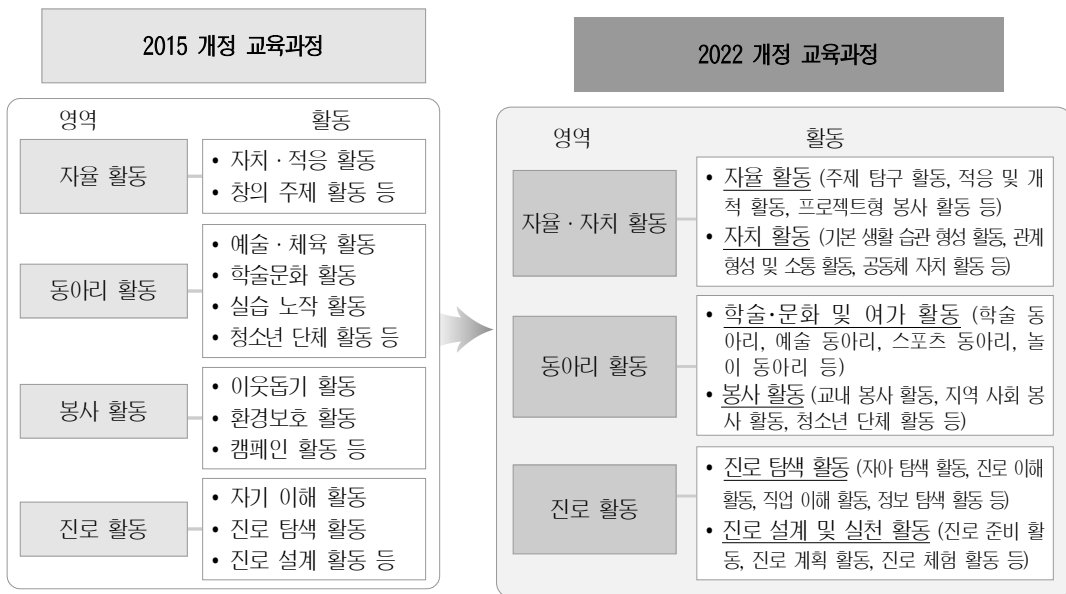 2015 개정 교육과정
영역 활동
자율 활동
• 자치·적응 활동
• 창의 주제 활동 등
동아리 활동
• 예술·체육 활동
• 학술문화 활동
• 실습 노작 활동
• 청소년 단체 활동 등
봉사 활동
• 이웃돕기 활동
• 환경보호 활동
• 캠페인 활동 등
진로 활동
• 자기 이해 활동
• 진로 탐색 활동
• 진로 설계 활동 등
2022 개정 교육과정
영역 활동
자율·자치 활동
• 자율 활동 (주제 탐구 활동, 적응 및 개
척 활동, 프로젝트형 봉사 활동 등)
• 자치 활동 (기본 생활 습관 형성 활동, 관계
형성 및 소통 활동, 공동체 자치 활동 등)
동아리 활동
• 학술·문화 및 여가 활동 (학술 동
아리, 예술 동아리, 스포츠 동아리, 놀
이 동아리 등)
• 봉사 활동 (교내 봉사 활동, 지역 사회 봉
사 활동, 청소년 단체 활동 등)
진로 활동
• 진로 탐색 활동 (자아 탐색 활동, 진로 이해
활동, 직업 이해 활동, 정보 탐색 활동 등)
• 진로 설계 및 실천 활동 (진로 준비 활
동, 진로 계획 활동, 진로 체험 활동 등)